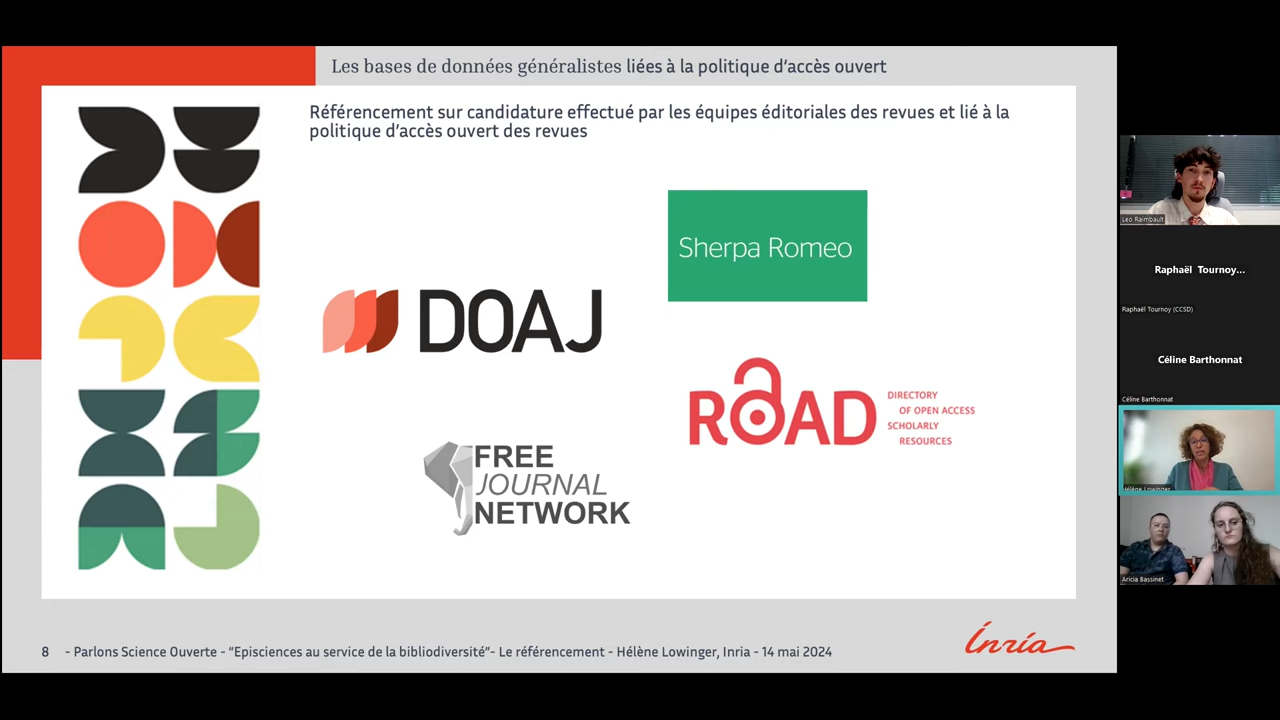 Les bases de données généralistes liées à la politique d'accès ouvert
Référencement sur candidature effectué par les équipes éditoriales des revues et lié à la
politique d'accès ouvert des revues
Sherpa Romeo
DOAJ
ROAD
DIRECTORY
OF OPEN ACCESS
SCHOLARLY
RESOURCES
FREE
JOURNAL
NETWORK
8 - Parlons Science Ouverte - “Episciences au service de la bibliodiversité”- Le référencement - Hélène Lowinger, Inria - 14 mai 2024
Inria
Leo Raimbault
Raphaël Tournoy...
Raphaël Tournoy (CCSD)
Céline Barthonnat
Céline Barthonnat
Hélène Lowinger
Aricia Bassinet